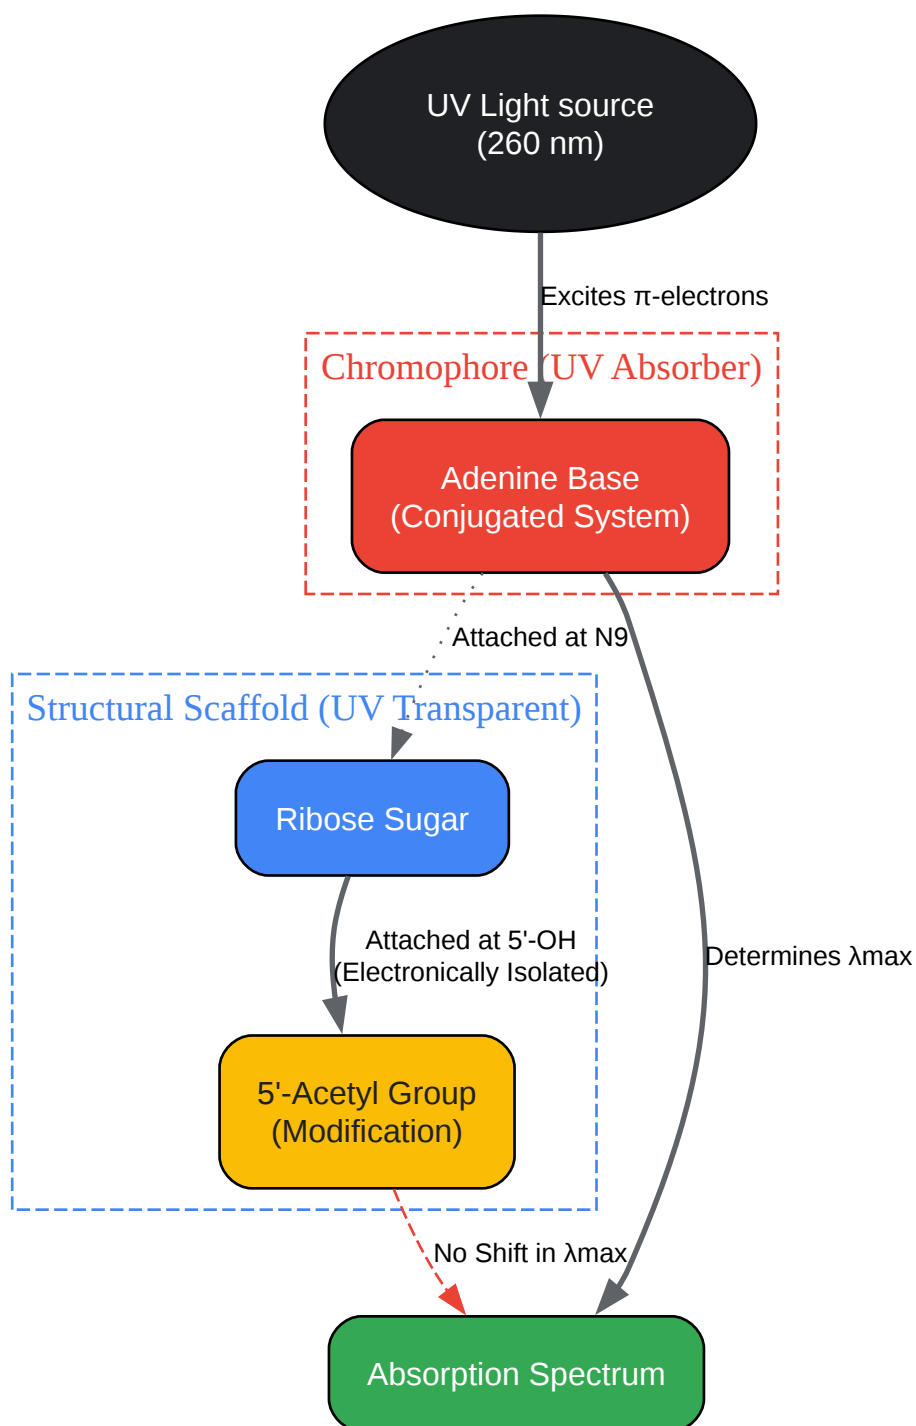 UV Light source
(260 nm)
Excites π-electrons
Chromophore (UV Absorber)
Adenine Base
(Conjugated System)
Attached at N9
Structural Scaffold (UV Transparent)
Ribose Sugar
Attached at 5'-OH
(Electronically Isolated)
Determines λmax
5'-Acetyl Group
(Modification)
No Shift in λmax
Absorption Spectrum